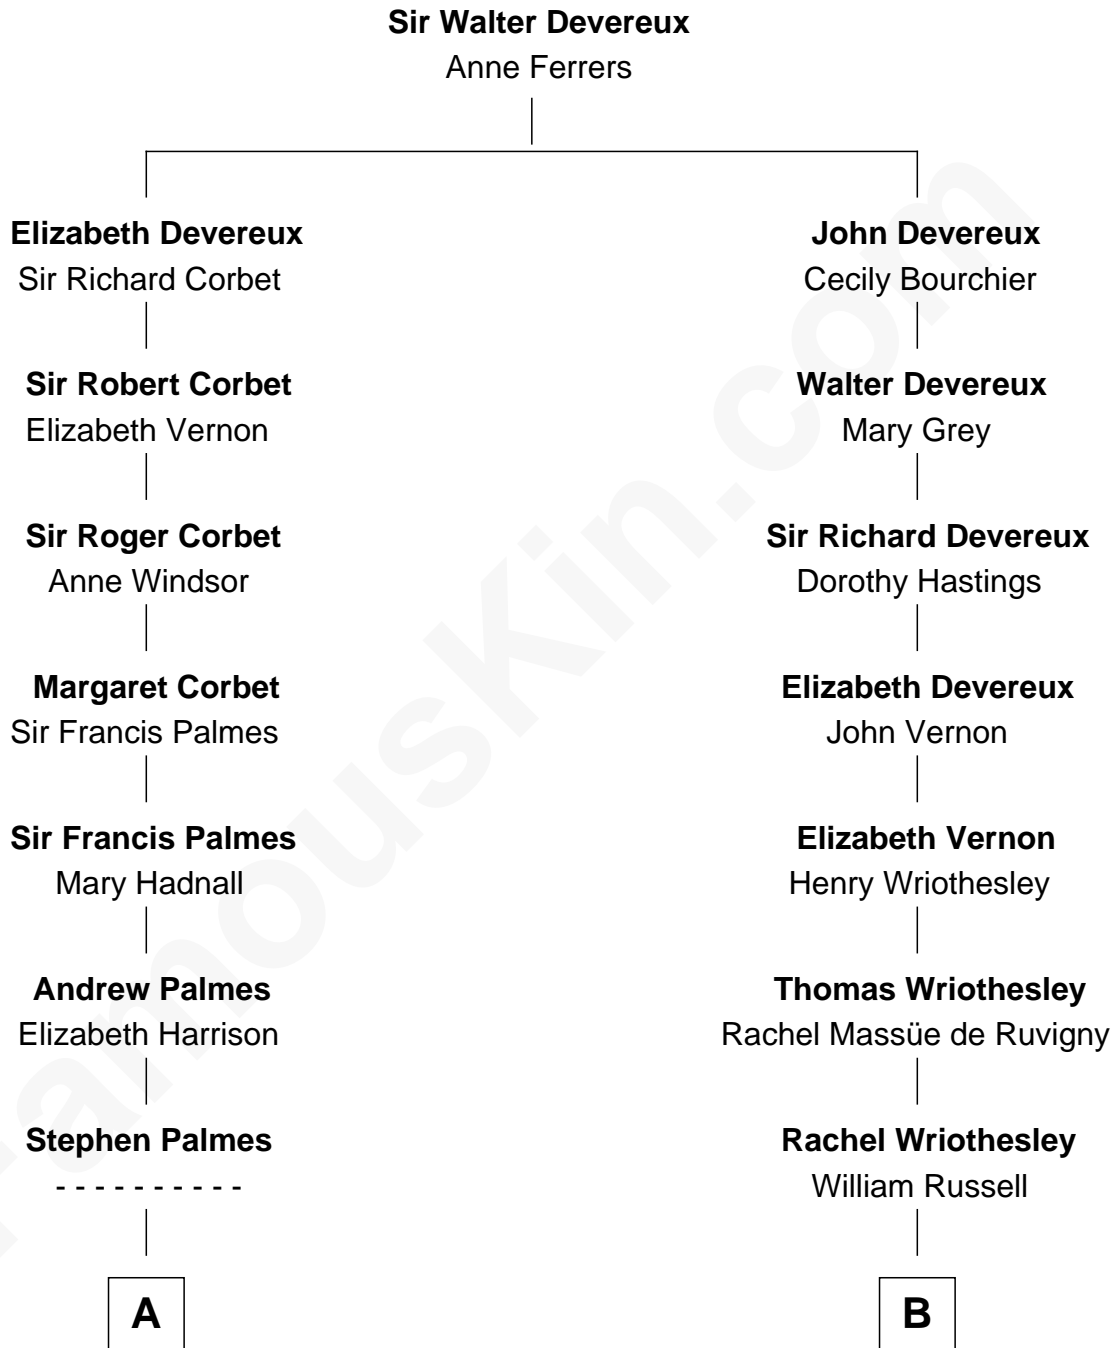 Sir Walter Devereux
Anne Ferrers
Elizabeth Devereux
Sir Richard Corbet
John Devereux
Cecily Bourchier
Sir Robert Corbet
Elizabeth Vernon
Walter Devereux
Mary Grey
Sir Roger Corbet
Anne Windsor
Sir Richard Devereux
Dorothy Hastings
Margaret Corbet
Sir Francis Palmes
Elizabeth Devereux
John Vernon
Sir Francis Palmes
Mary Hadnall
Elizabeth Vernon
Henry Wriothesley
Andrew Palmes
Elizabeth Harrison
Thomas Wriothesley
Rachel Massüe de Ruvigny
Stephen Palmes
- - - - - - - - - -
Rachel Wriothesley
William Russell
A
B
FamousKin.com